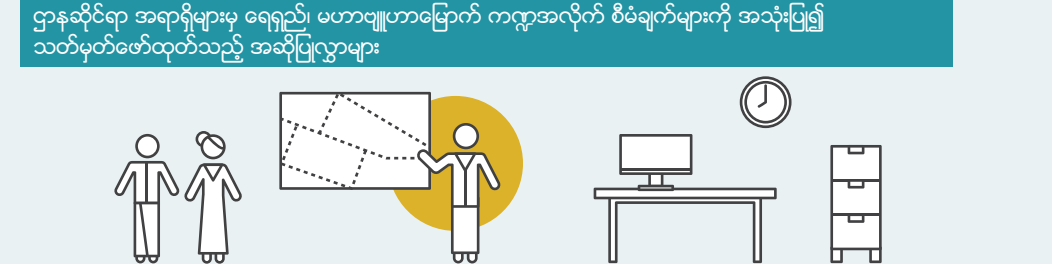 ဌာနဆိုင်ရာ အရာရှိများမှ ရေရှည်၊ မဟာဗျူဟာမြောက် ကဏ္ဍအလိုက် စီမံချက်များကို အသုံးပြု၍
သတ်မှတ်ဖော်ထုတ်သည့် အဆိုပြုလွှာများ